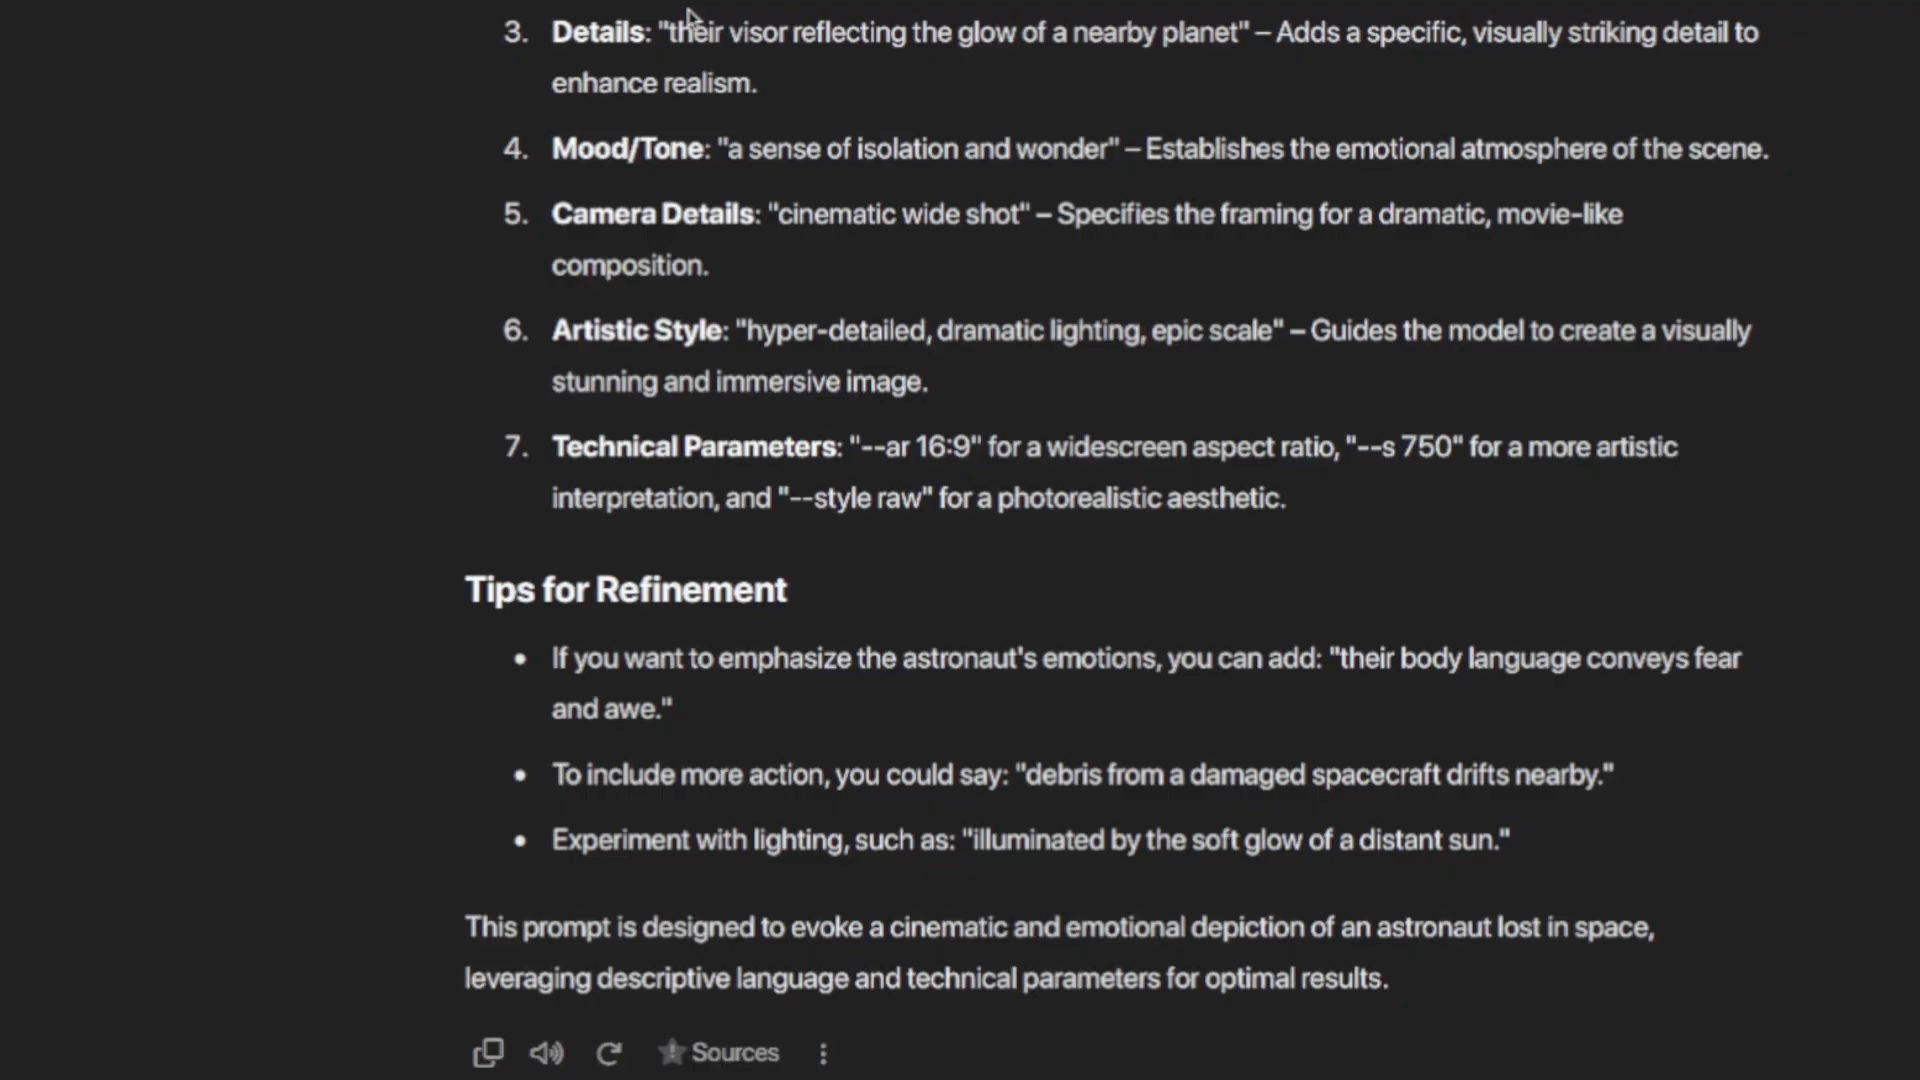 3. Details: "their visor reflecting the glow of a nearby planet" – Adds a specific, visually striking detail to
enhance realism.
4. Mood/Tone: "a sense of isolation and wonder" – Establishes the emotional atmosphere of the scene.
5. Camera Details: "cinematic wide shot" – Specifies the framing for a dramatic, movie-like
composition.
6. Artistic Style: "hyper-detailed, dramatic lighting, epic scale" – Guides the model to create a visually
stunning and immersive image.
7. Technical Parameters: "--ar 16:9" for a widescreen aspect ratio, "--s 750" for a more artistic
interpretation, and "--style raw" for a photorealistic aesthetic.
Tips for Refinement
• If you want to emphasize the astronaut's emotions, you can add: "their body language conveys fear
and awe."
• To include more action, you could say: "debris from a damaged spacecraft drifts nearby."
• Experiment with lighting, such as: "illuminated by the soft glow of a distant sun."
This prompt is designed to evoke a cinematic and emotional depiction of an astronaut lost in space,
leveraging descriptive language and technical parameters for optimal results.
Sources